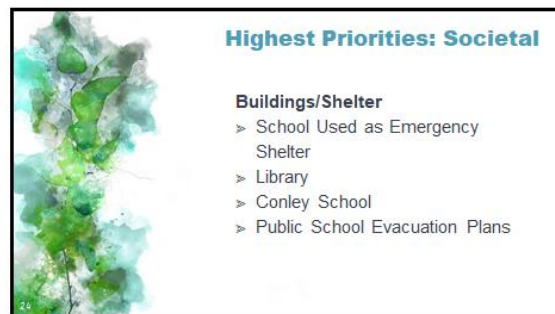 Highest Priorities: Societal
Buildings/Shelter
➢ School Used as Emergency
Shelter
➢ Library
➢ Conley School
➢ Public School Evacuation Plans
24